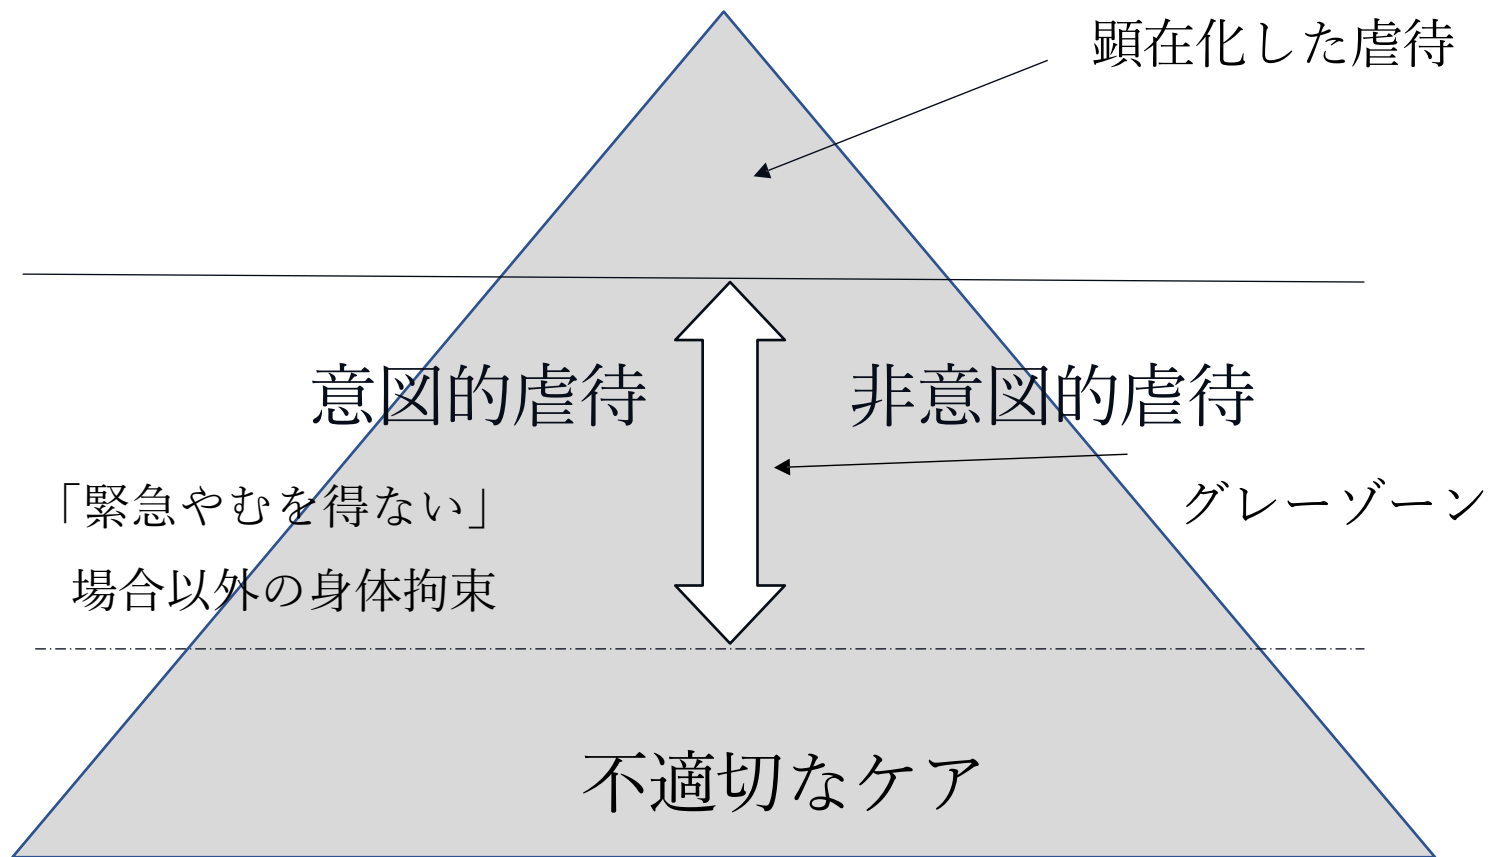 顕在化した虐待
意図的虐待
非意図的虐待
「緊急やむを得ない」
場合以外の身体拘束
グレーゾーン
不適切なケア